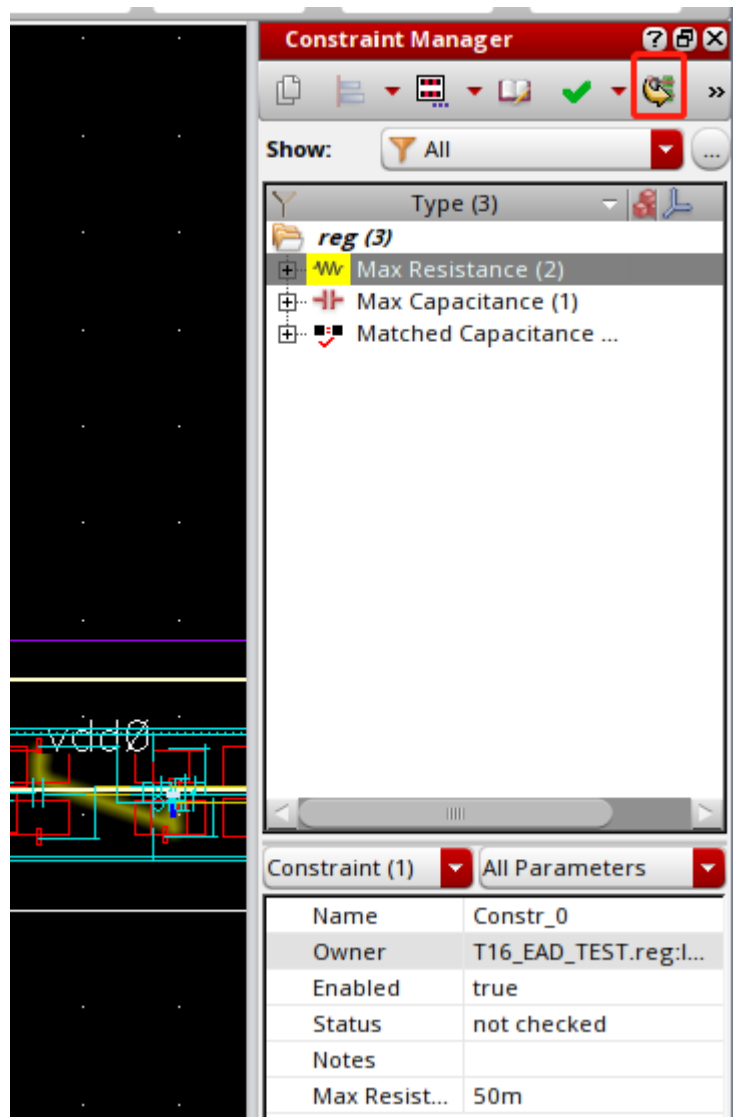 Constraint Manager
Show: All ...
Type (3)
reg (3)
Max Resistance (2)
Max Capacitance (1)
Matched Capacitance ...
vdd0
Constraint (1) All Parameters
Name Constr_0
Owner T16_EAD_TEST.reg:l...
Enabled true
Status not checked
Notes
Max Resist... 50m